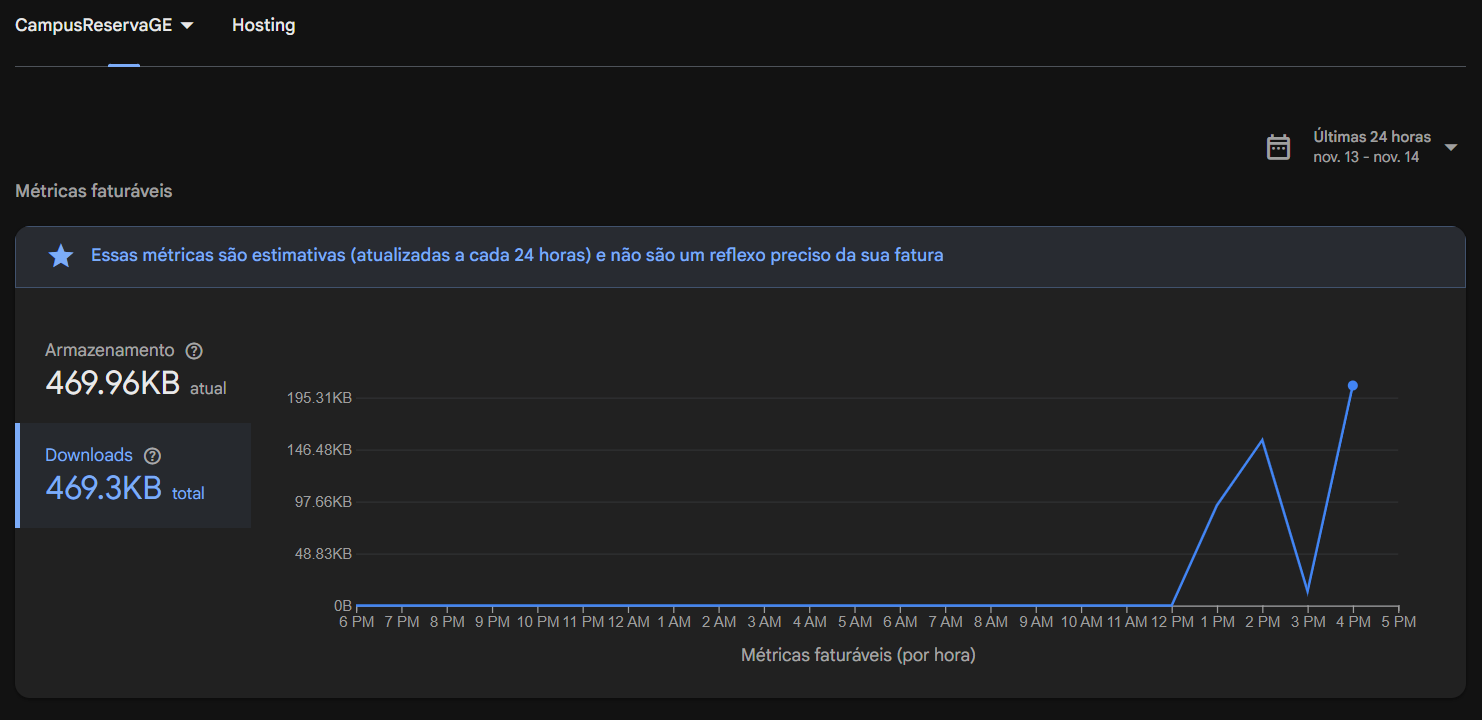 CampusReservaGE Hosting
Últimas 24 horas
nov. 13 - nov. 14
Métricas faturáveis
Essas métricas são estimativas (atualizadas a cada 24 horas) e não são um reflexo preciso da sua fatura
Armazenamento
469.96KB atual
Downloads
469.3KB total
195.31KB
146.48KB
97.66KB
48.83KB
0B
6 PM 7 PM 8 PM 9 PM 10 PM 11 PM 12 AM 1 AM 2 AM 3 AM 4 AM 5 AM 6 AM 7 AM 8 AM 9 AM 10 AM 11 AM 12 PM 1 PM 2 PM 3 PM 4 PM 5 PM
Métricas faturáveis (por hora)